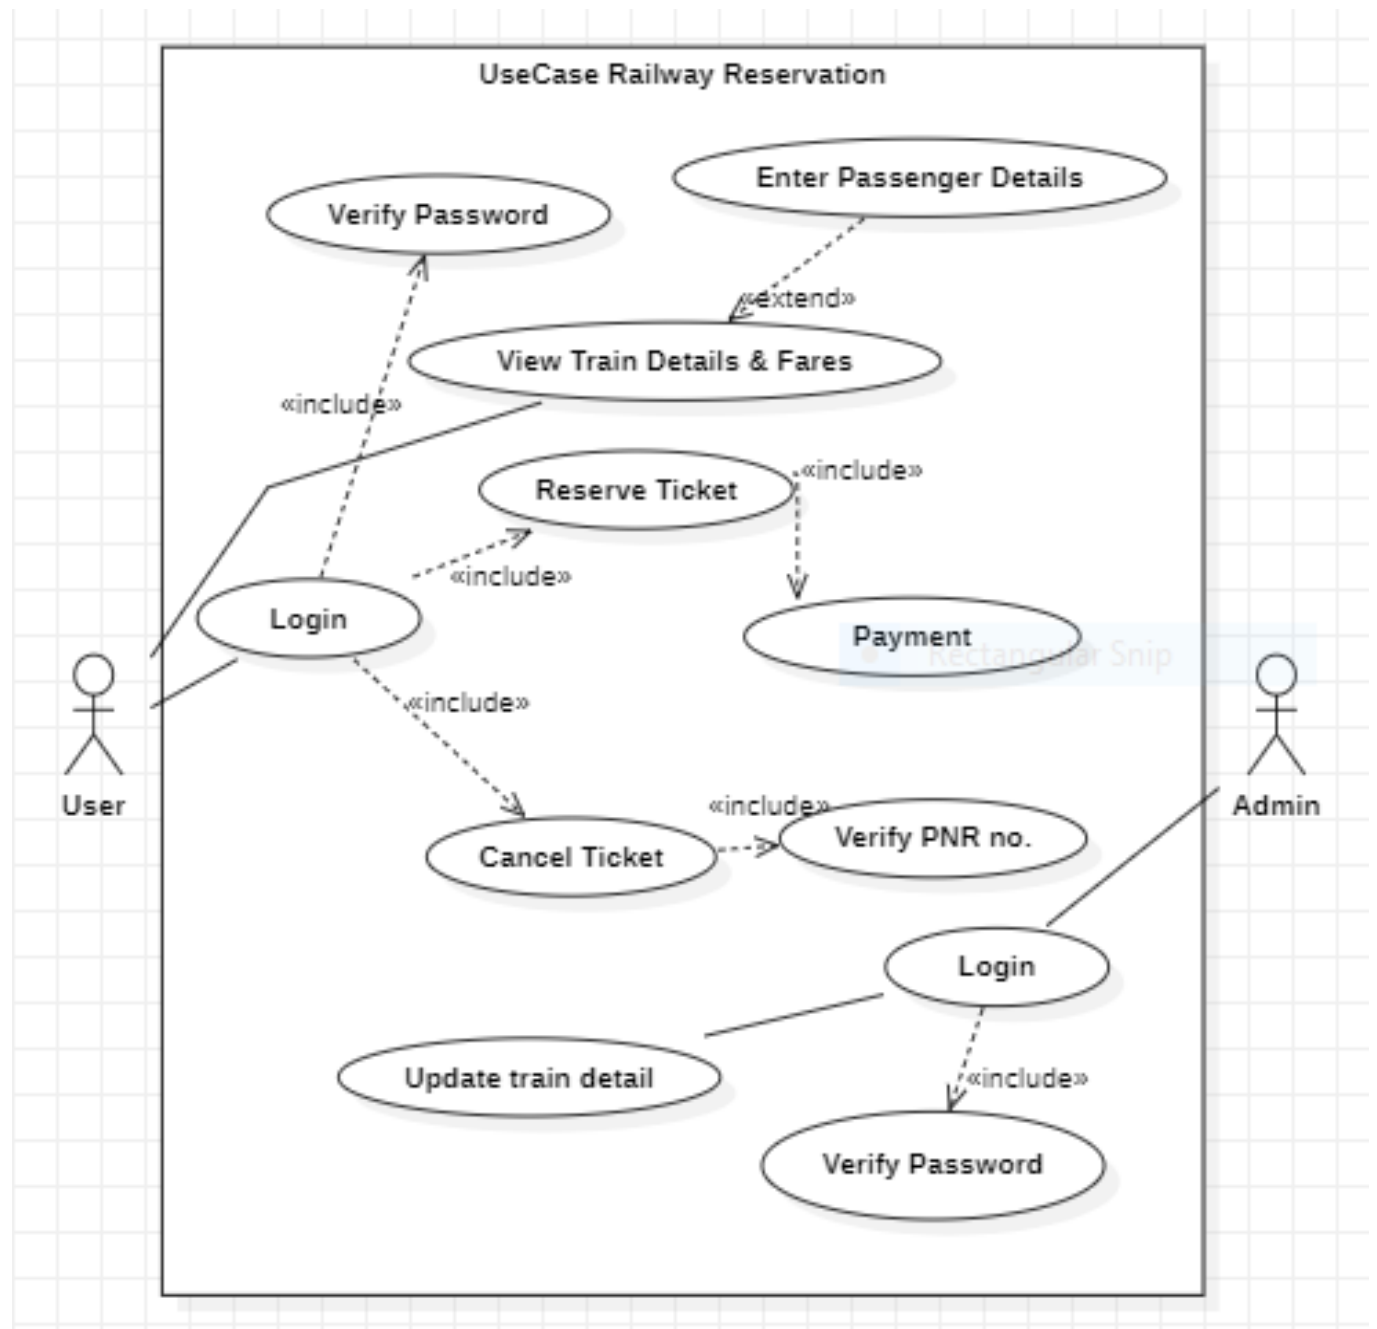 UseCase Railway Reservation
Enter Passenger Details
Verify Password
«extend»
View Train Details & Fares
«include»
«include»
Reserve Ticket
«include»
Login
Payment
Rectangular Snip
«include»
User
Admin
«include»
Verify PNR no.
Cancel Ticket
Login
Update train detail
«include»
Verify Password